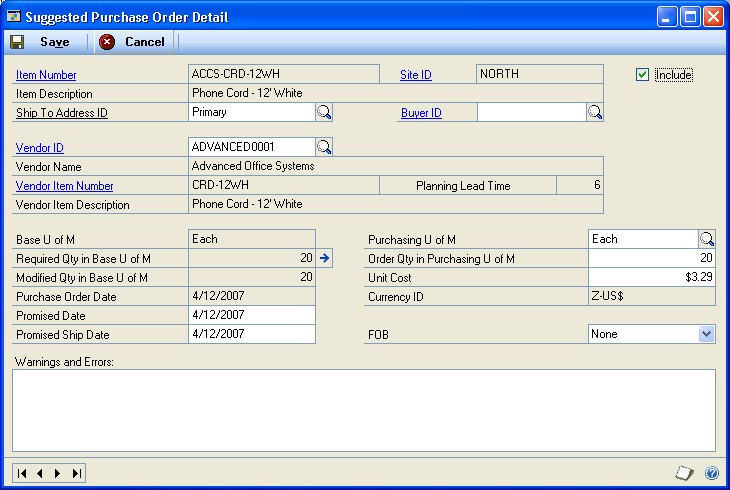 Suggested Purchase Order Detail
Save Cancel
Item Number ACCS-CRD-12WH Site ID NORTH Include
Item Description Phone Cord - 12' White
Ship To Address ID Primary Buyer ID
Vendor ID ADVANCED0001
Vendor Name Advanced Office Systems
Vendor Item Number CRD-12WH Planning Lead Time 6
Vendor Item Description Phone Cord - 12' White
Base U of M Each Purchasing U of M Each
Required Qty in Base U of M 20 Order Qty in Purchasing U of M 20
Modified Qty in Base U of M 20 Unit Cost $3.29
Purchase Order Date 4/12/2007 Currency ID Z-US$
Promised Date 4/12/2007
Promised Ship Date 4/12/2007 FOB None
Warnings and Errors: